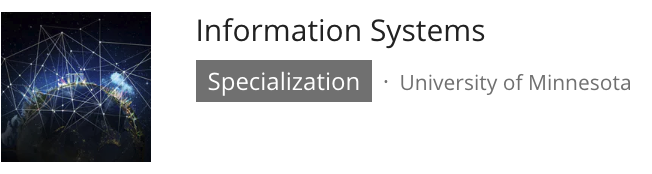 Information Systems
Specialization · University of Minnesota